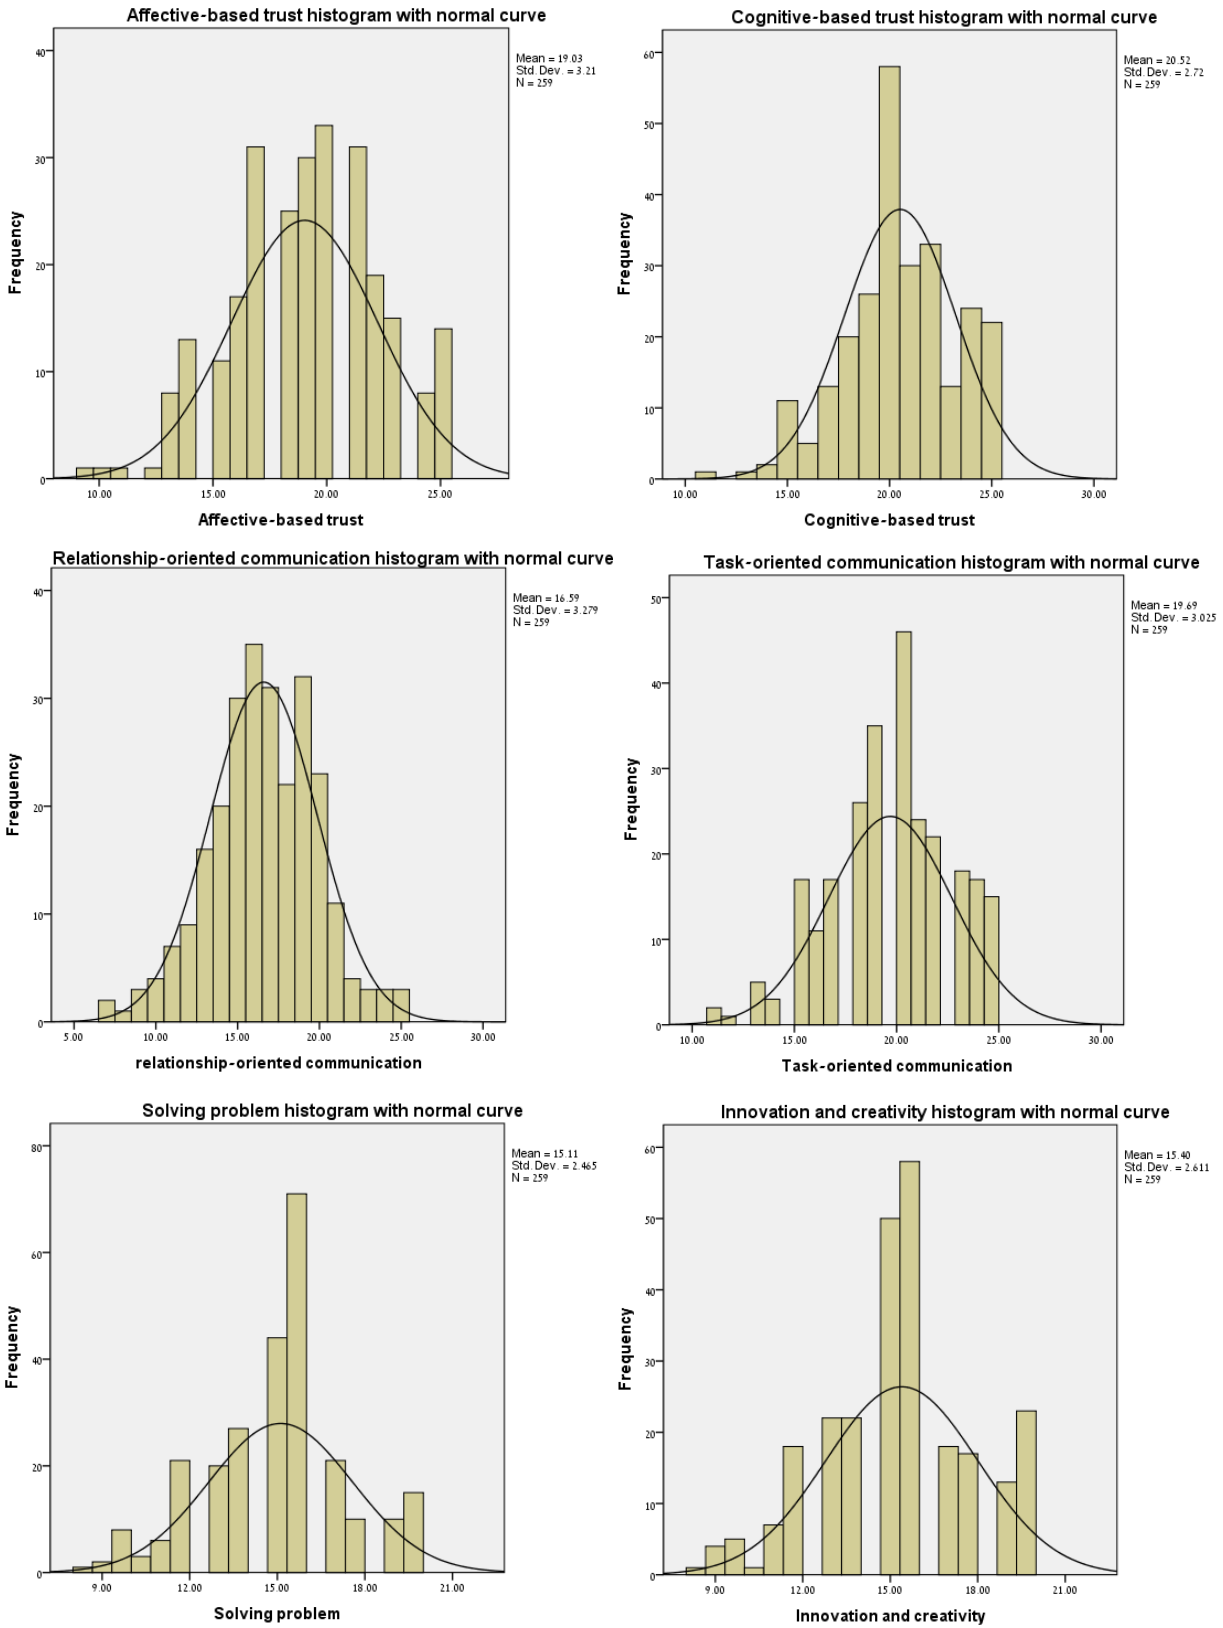 Affective-based trust histogram with normal curve
Mean = 19.03
Std. Dev. = 3.21
N = 259
40
30
20
10
0
Frequency
10.00 15.00 20.00 25.00
Affective-based trust
Cognitive-based trust histogram with normal curve
Mean = 20.52
Std. Dev. = 2.72
N = 259
60
50
40
30
20
10
0
Frequency
10.00 15.00 20.00 25.00 30.00
Cognitive-based trust
Relationship-oriented communication histogram with normal curve
Mean = 16.59
Std. Dev. = 3.279
N = 259
40
30
20
10
0
Frequency
5.00 10.00 15.00 20.00 25.00 30.00
relationship-oriented communication
Task-oriented communication histogram with normal curve
Mean = 19.69
Std. Dev. = 3.025
N = 259
50
40
30
20
10
0
Frequency
10.00 15.00 20.00 25.00 30.00
Task-oriented communication
Solving problem histogram with normal curve
Mean = 15.11
Std. Dev. = 2.465
N = 259
80
60
40
20
0
Frequency
9.00 12.00 15.00 18.00 21.00
Solving problem
Innovation and creativity histogram with normal curve
Mean = 15.40
Std. Dev. = 2.611
N = 259
60
50
40
30
20
10
0
Frequency
9.00 12.00 15.00 18.00 21.00
Innovation and creativity